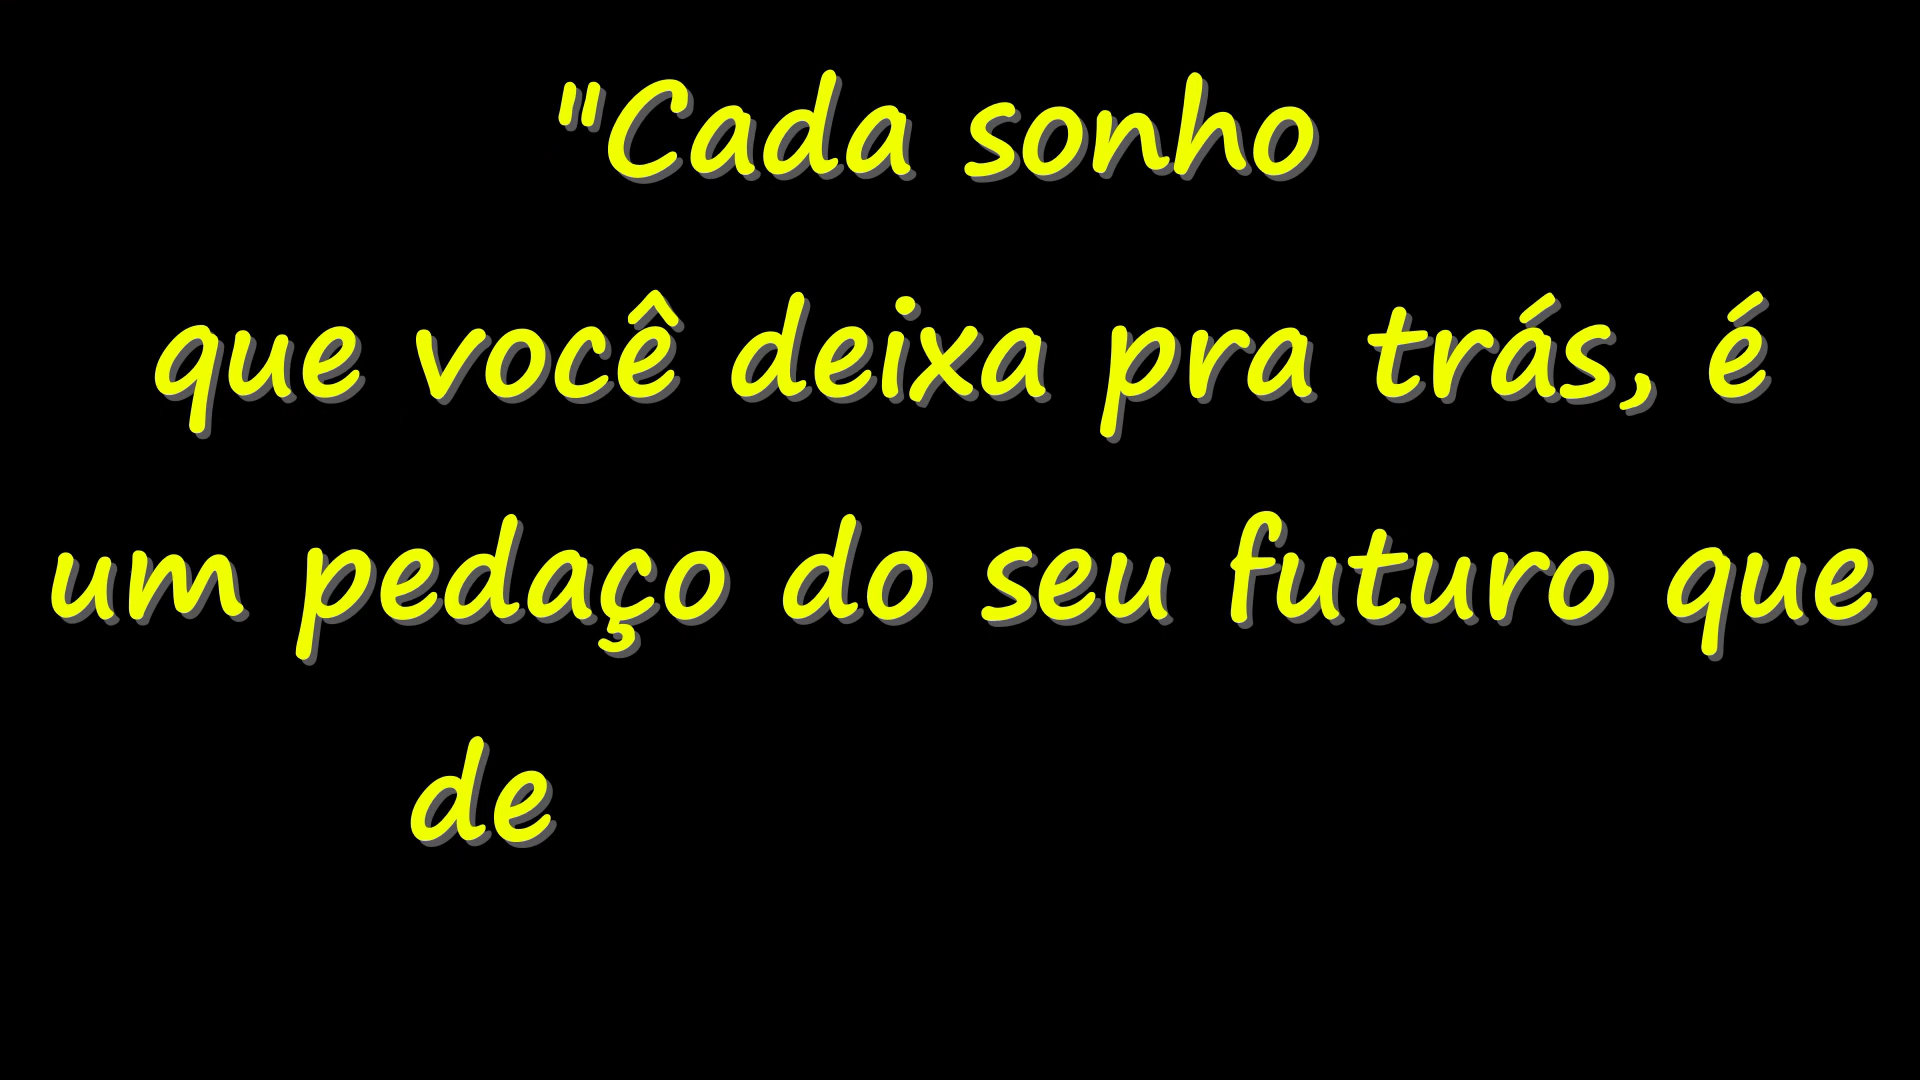 "Cada sonho
que você deixa pra trás, é
um pedaço do seu futuro que
de